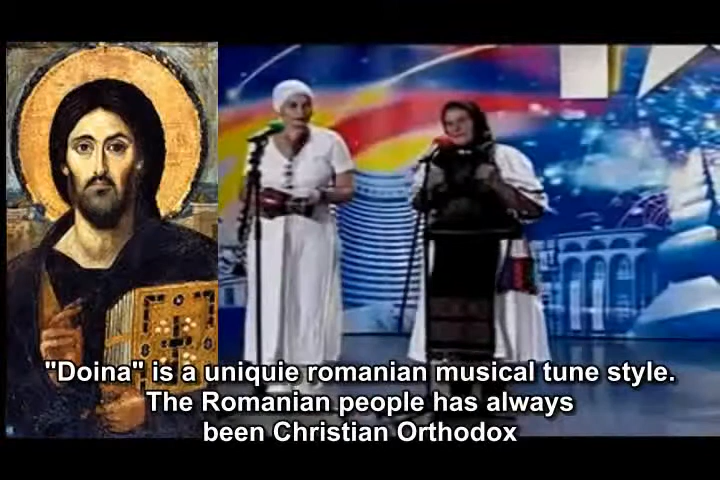 "Doina" is a uniquie romanian musical tune style.
The Romanian people has always
been Christian Orthodox